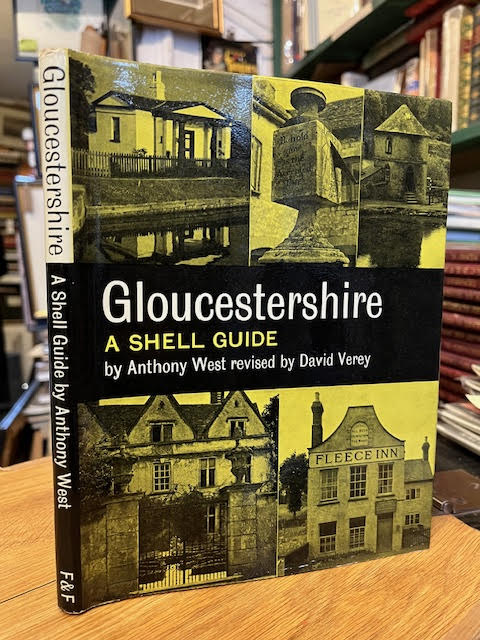 Gloucestershire
A Shell Guide by Anthony West
F&F
Gloucestershire
A SHELL GUIDE
by Anthony West revised by David Verey
FLEECE INN